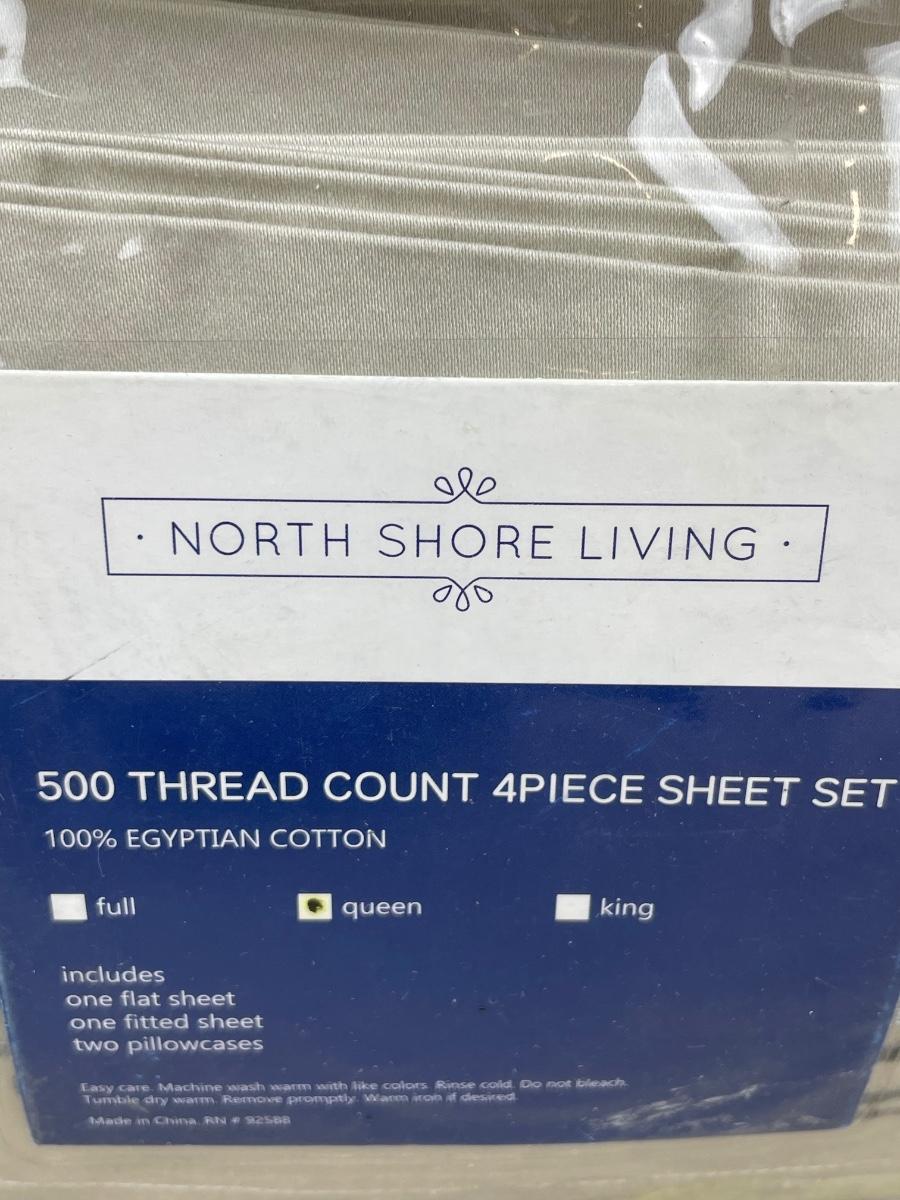 · NORTH SHORE LIVING ·
500 THREAD COUNT 4PIECE SHEET SET
100% EGYPTIAN COTTON
full queen king
includes
one flat sheet
one fitted sheet
two pillowcases
Easy care. Machine wash warm with like colors. Rinse cold. Do not bleach.
Tumble dry warm. Remove promptly. Warm iron if desired.
Made in China. RN # 92588